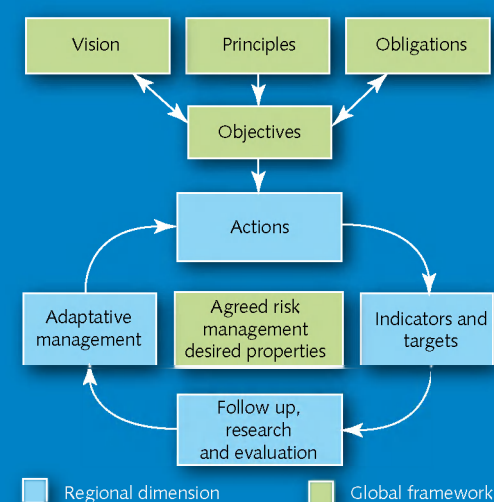 Vision
Principles
Obligations
Objectives
Actions
Adaptative
management
Agreed risk
management
desired properties
Indicators and
targets
Follow up,
research
and evaluation
Regional dimension
Global framework